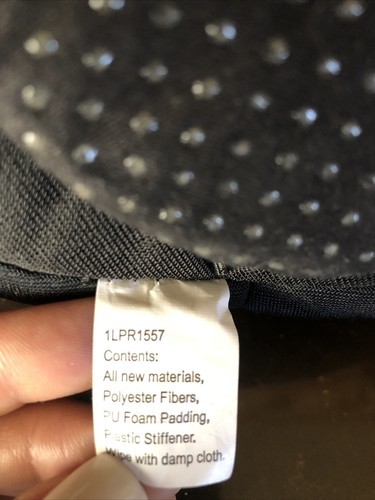 1LPR1557
Contents:
All new materials,
Polyester Fibers,
PU Foam Padding,
Plastic Stiffener.
Wipe with damp cloth.